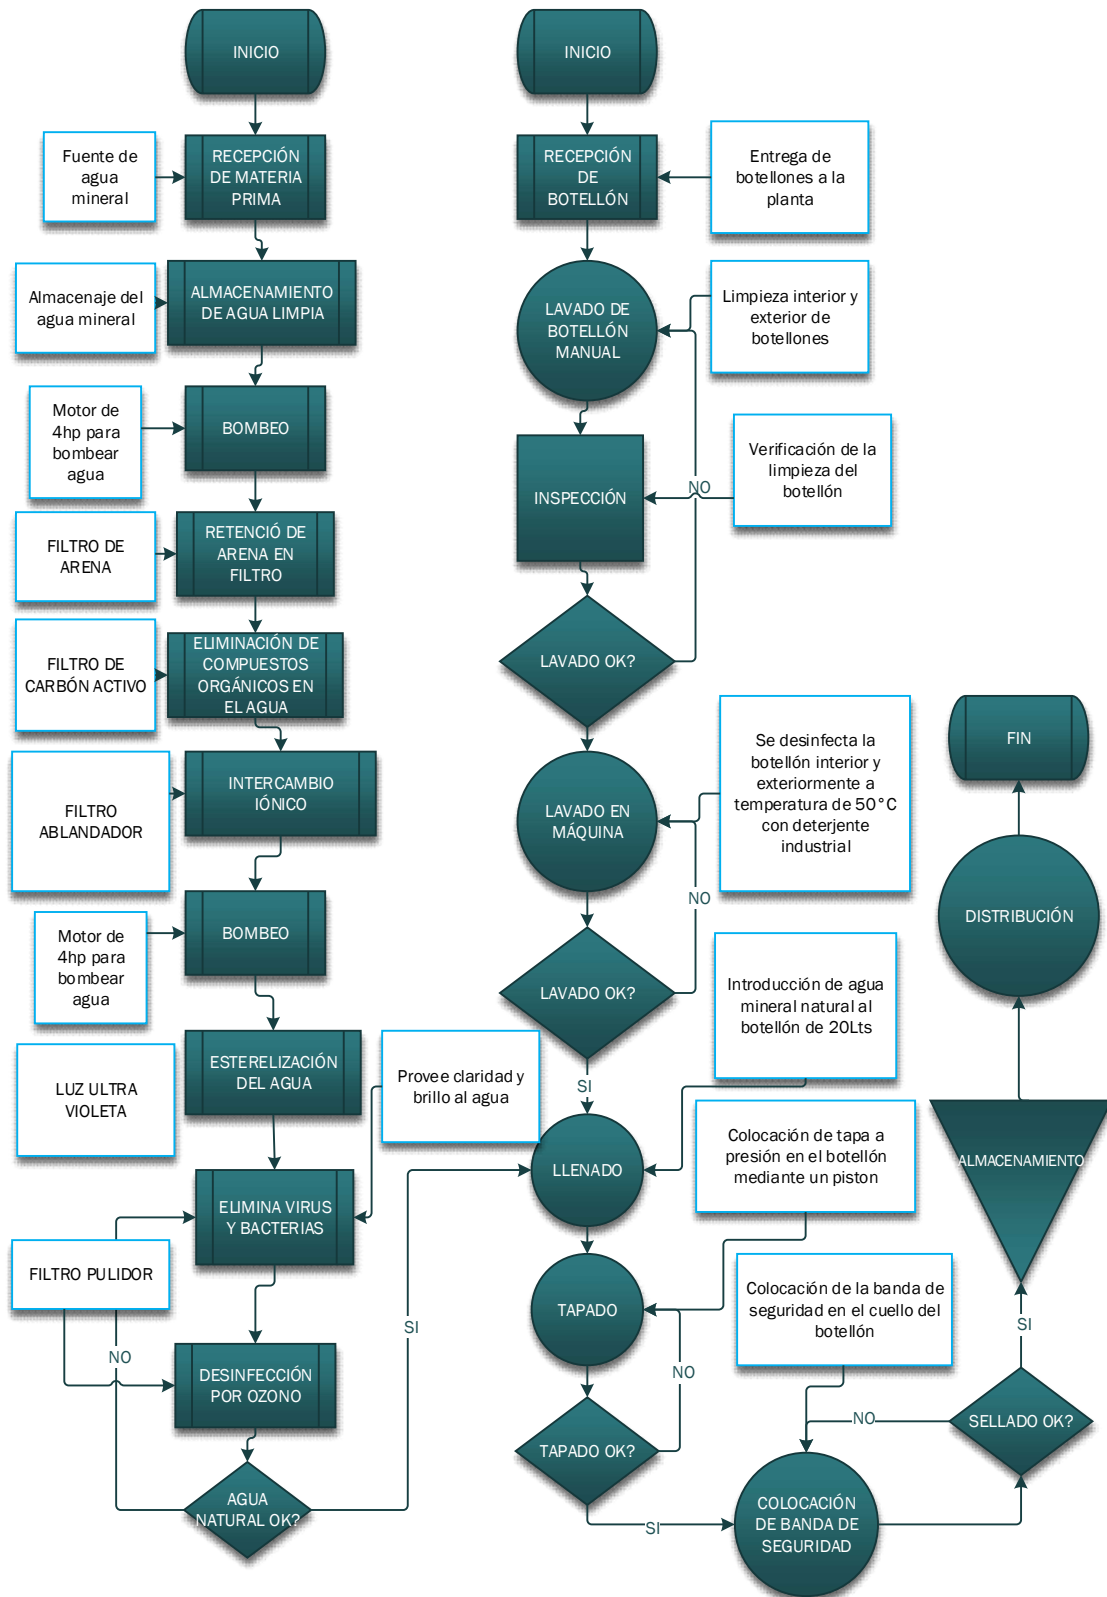 INICIO
Fuente de
agua
mineral
RECEPCIÓN
DE MATERIA
PRIMA
Almacenaje del
agua mineral
ALMACENAMIENTO
DE AGUA LIMPIA
Motor de
4hp para
bombear
agua
BOMBEO
FILTRO DE
ARENA
RETENCIÓ DE
ARENA EN
FILTRO
FILTRO DE
CARBÓN ACTIVO
ELIMINACIÓN DE
COMPUESTOS
ORGÁNICOS EN
EL AGUA
FILTRO
ABLANDADOR
INTERCAMBIO
IÓNICO
Motor de
4hp para
bombear
agua
BOMBEO
LUZ ULTRA
VIOLETA
ESTERELIZACIÓN
DEL AGUA
Provee claridad y
brillo al agua
ELIMINA VIRUS
Y BACTERIAS
FILTRO PULIDOR
NO
SI
DESINFECCIÓN
POR OZONO
AGUA
NATURAL OK?
INICIO
RECEPCIÓN
DE
BOTELLÓN
Entrega de
botellones a la
planta
LAVADO DE
BOTELLÓN
MANUAL
Limpieza interior y
exterior de
botellones
INSPECCIÓN
NO
Verificación de la
limpieza del
botellón
LAVADO OK?
LAVADO EN
MÁQUINA
Se desinfecta la
botellón interior y
exteriormente a
temperatura de 50°C
con deterjente
industrial
NO
LAVADO OK?
SI
Introducción de agua
mineral natural al
botellón de 20Lts
LLENADO
Colocación de tapa a
presión en el botellón
mediante un piston
TAPADO
NO
TAPADO OK?
SI
Colocación de la banda de
seguridad en el cuello del
botellón
COLOCACIÓN
DE BANDA DE
SEGURIDAD
NO
SELLADO OK?
SI
ALMACENAMIENTO
DISTRIBUCIÓN
FIN